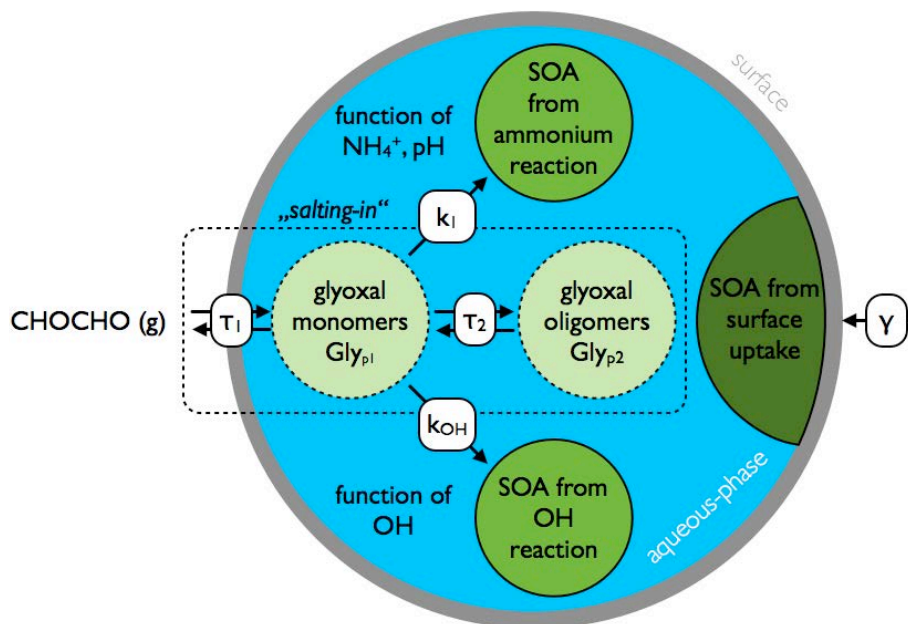 SOA
from
ammonium
reaction
surface
function of
NH₄⁺, pH
„salting-in“
k₁
CHOCHO (g)
τ₁
glyoxal
monomers
Glyₚ₁
τ₂
glyoxal
oligomers
Glyₚ₂
SOA from
surface
uptake
γ
kOH
function of
OH
SOA from
OH
reaction
aqueous-phase